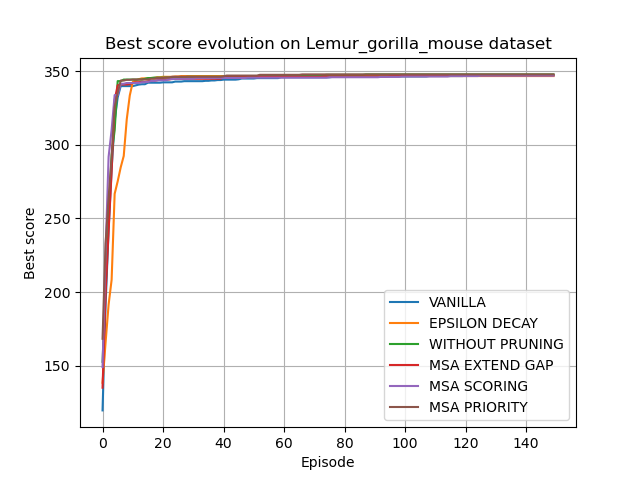 Best score evolution on Lemur_gorilla_mouse dataset
350
300
250
200
150
Best score
VANILLA
EPSILON DECAY
WITHOUT PRUNING
MSA EXTEND GAP
MSA SCORING
MSA PRIORITY
0 20 40 60 80 100 120 140
Episode